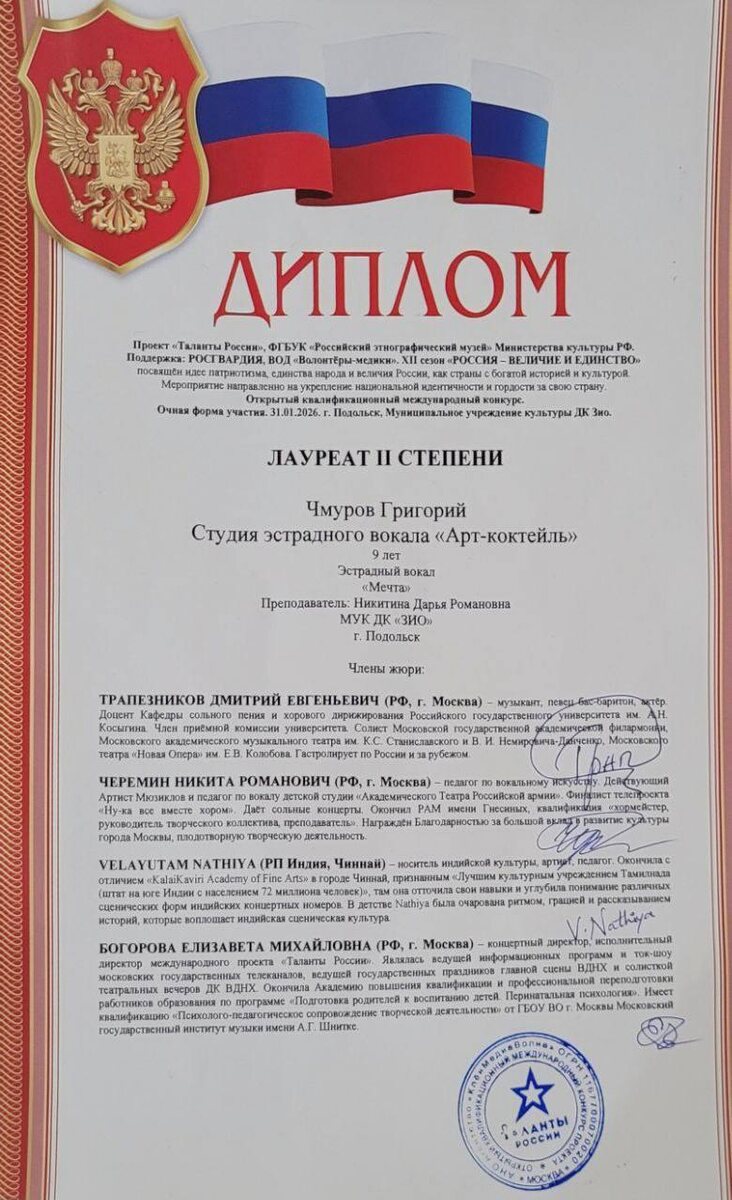 ДИПЛОМ
Проект «Таланты России», ФГБУК «Российский этнографический музей» Министерства культуры РФ.
Поддержка: РОСГВАРДИЯ, ВОД «Волонтёры-медики». XII сезон «РОССИЯ – ВЕЛИЧИЕ И ЕДИНСТВО»
посвящён идее патриотизма, единства народа и величия России, как страны с богатой историей и культурой.
Мероприятие направленно на укрепление национальной идентичности и гордости за свою страну.
Открытый квалификационный международный конкурс.
Очная форма участия. 31.01.2026. г. Подольск, Муниципальное учреждение культуры ДК Зио.
ЛАУРЕАТ II СТЕПЕНИ
Чмуров Григорий
Студия эстрадного вокала «Арт-коктейль»
9 лет
Эстрадный вокал
«Мечта»
Преподаватель: Никитина Дарья Романовна
МУК ДК «ЗИО»
г. Подольск
Члены жюри:
ТРАПЕЗНИКОВ ДМИТРИЙ ЕВГЕНЬЕВИЧ (РФ, г. Москва) – музыкант, певец бас-баритон, актёр.
Доцент Кафедры сольного пения и хорового дирижирования Российского государственного университета им. А.Н.
Косыгина. Член приёмной комиссии университета. Солист Московской государственной академической филармонии,
Московского академического музыкального театра им. К.С. Станиславского и В. И. Немировича-Данченко, Московского
театра «Новая Опера» им. Е.В. Колобова. Гастролирует по России и за рубежом.
ЧЕРЕМИН НИКИТА РОМАНОВИЧ (РФ, г. Москва) – педагог по вокальному искусству. Действующий
Артист Мюзиклов и педагог по вокалу детской студии «Академического Театра Российской армии». Финалист телепроекта
«Ну-ка все вместе хором». Даёт сольные концерты. Окончил РАМ имени Гнесиных, квалификация «хормейстер,
руководитель творческого коллектива, преподаватель». Награждён Благодарностью за большой вклад в развитие культуры
города Москвы, плодотворную творческую деятельность.
VELAYUTAM NATHIYA (РП Индия, Чиннай) – носитель индийской культуры, артист, педагог. Окончила с
отличием «KalaiKaviri Academy of Fine Arts» в городе Чиннай, признанным «Лучшим культурным учреждением Тамилнада
(штат на юге Индии с населением 72 миллиона человек)», там она отточила свои навыки и углубила понимание различных
сценических форм индийских концертных номеров. В детстве Nathiya была очарована ритмом, грацией и рассказыванием
историй, которые воплощает индийская сценическая культура.
V. Nathiya
БОГОРОВА ЕЛИЗАВЕТА МИХАЙЛОВНА (РФ, г. Москва) – концертный директор, исполнительный
директор международного проекта «Таланты России». Являлась ведущей информационных программ и ток-шоу
московских государственных телеканалов, ведущей государственных праздников главной сцены ВДНХ и солисткой
театральных вечеров ДК ВДНХ. Окончила Академию повышения квалификации и профессиональной переподготовки
работников образования по программе «Подготовка родителей к воспитанию детей. Перинатальная психология». Имеет
квалификацию «Психолого-педагогическое сопровождение творческой деятельности» от ГБОУ ВО г. Москвы Московский
государственный институт музыки имени А.Г. Шнитке.
ТАЛАНТЫ
РОССИИ
МОСКВА